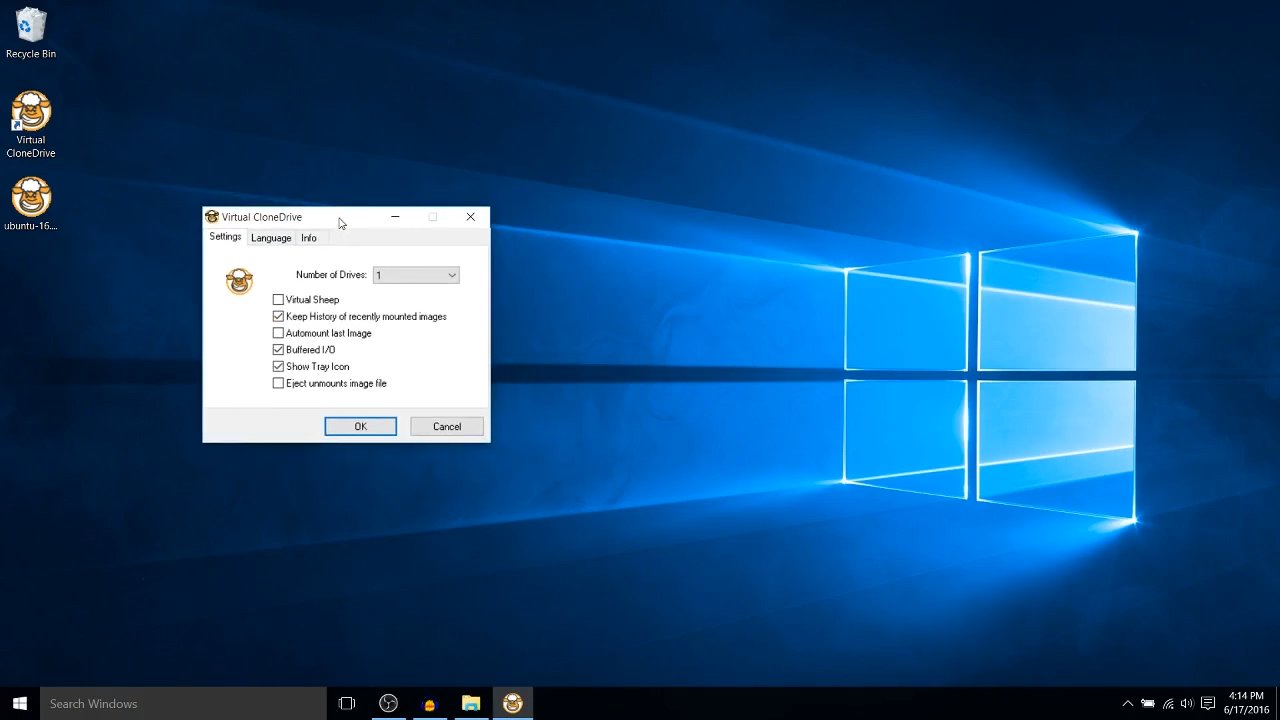 Recycle Bin
Virtual
CloneDrive
ubuntu-16....
Virtual CloneDrive
Settings Language Info
Number of Drives: 1
Virtual Sheep
Keep History of recently mounted images
Automount last Image
Buffered I/O
Show Tray Icon
Eject unmounts image file
OK Cancel
Search Windows
4:14 PM
6/17/2016